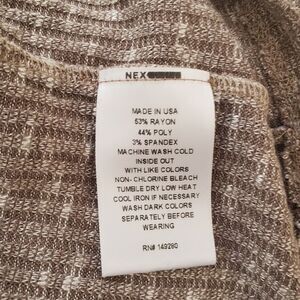 NEX
MADE IN USA
53% RAYON
44% POLY
3% SPANDEX
MACHINE WASH COLD
INSIDE OUT
WITH LIKE COLORS
NON- CHLORINE BLEACH
TUMBLE DRY LOW HEAT
COOL IRON IF NECESSARY
WASH DARK COLORS
SEPARATELY BEFORE
WEARING
RN# 149280